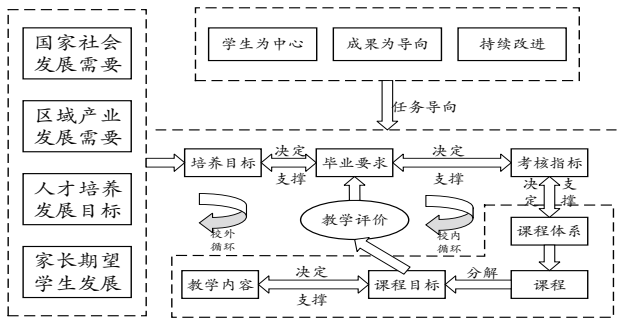 国家社会
发展需要
区域产业
发展需要
人才培养
发展目标
家长期望
学生发展
学生为中心
成果为导向
持续改进
任务导向
培养目标
决定
支撑
毕业要求
决定
支撑
考核指标
决定
支撑
校外
循环
教学评价
校内
循环
课程体系
教学内容
决定
支撑
课程目标
分解
课程